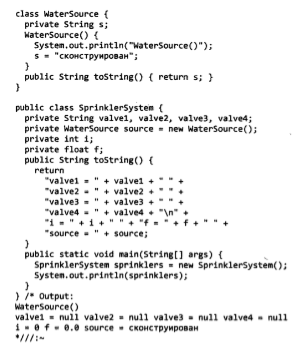 class WaterSource {
  private String s;
  WaterSource() {
    System.out.println("WaterSource()");
    s = "сконструирован";
  }
  public String toString() { return s; }
}

public class SprinklerSystem {
  private String valve1, valve2, valve3, valve4;
  private WaterSource source = new WaterSource();
  private int i;
  private float f;
  public String toString() {
    return
      "valve1 = " + valve1 + " " +
      "valve2 = " + valve2 + " " +
      "valve3 = " + valve3 + " " +
      "valve4 = " + valve4 + "\n" +
      "i = " + i + " " + "f = " + f + " " +
      "source = " + source;
  }
  public static void main(String[] args) {
    SprinklerSystem sprinklers = new SprinklerSystem();
    System.out.println(sprinklers);
  }
} /* Output:
WaterSource()
valve1 = null valve2 = null valve3 = null valve4 = null
i = 0 f = 0.0 source = сконструирован
*///:~